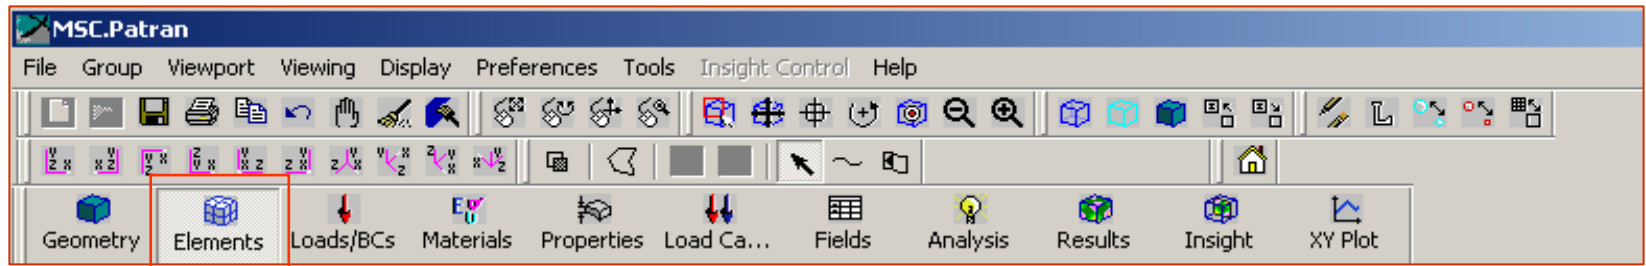 MSC.Patran
File Group Viewport Viewing Display Preferences Tools Insight Control Help
Geometry Elements Loads/BCs Materials Properties Load Ca... Fields Analysis Results Insight XY Plot